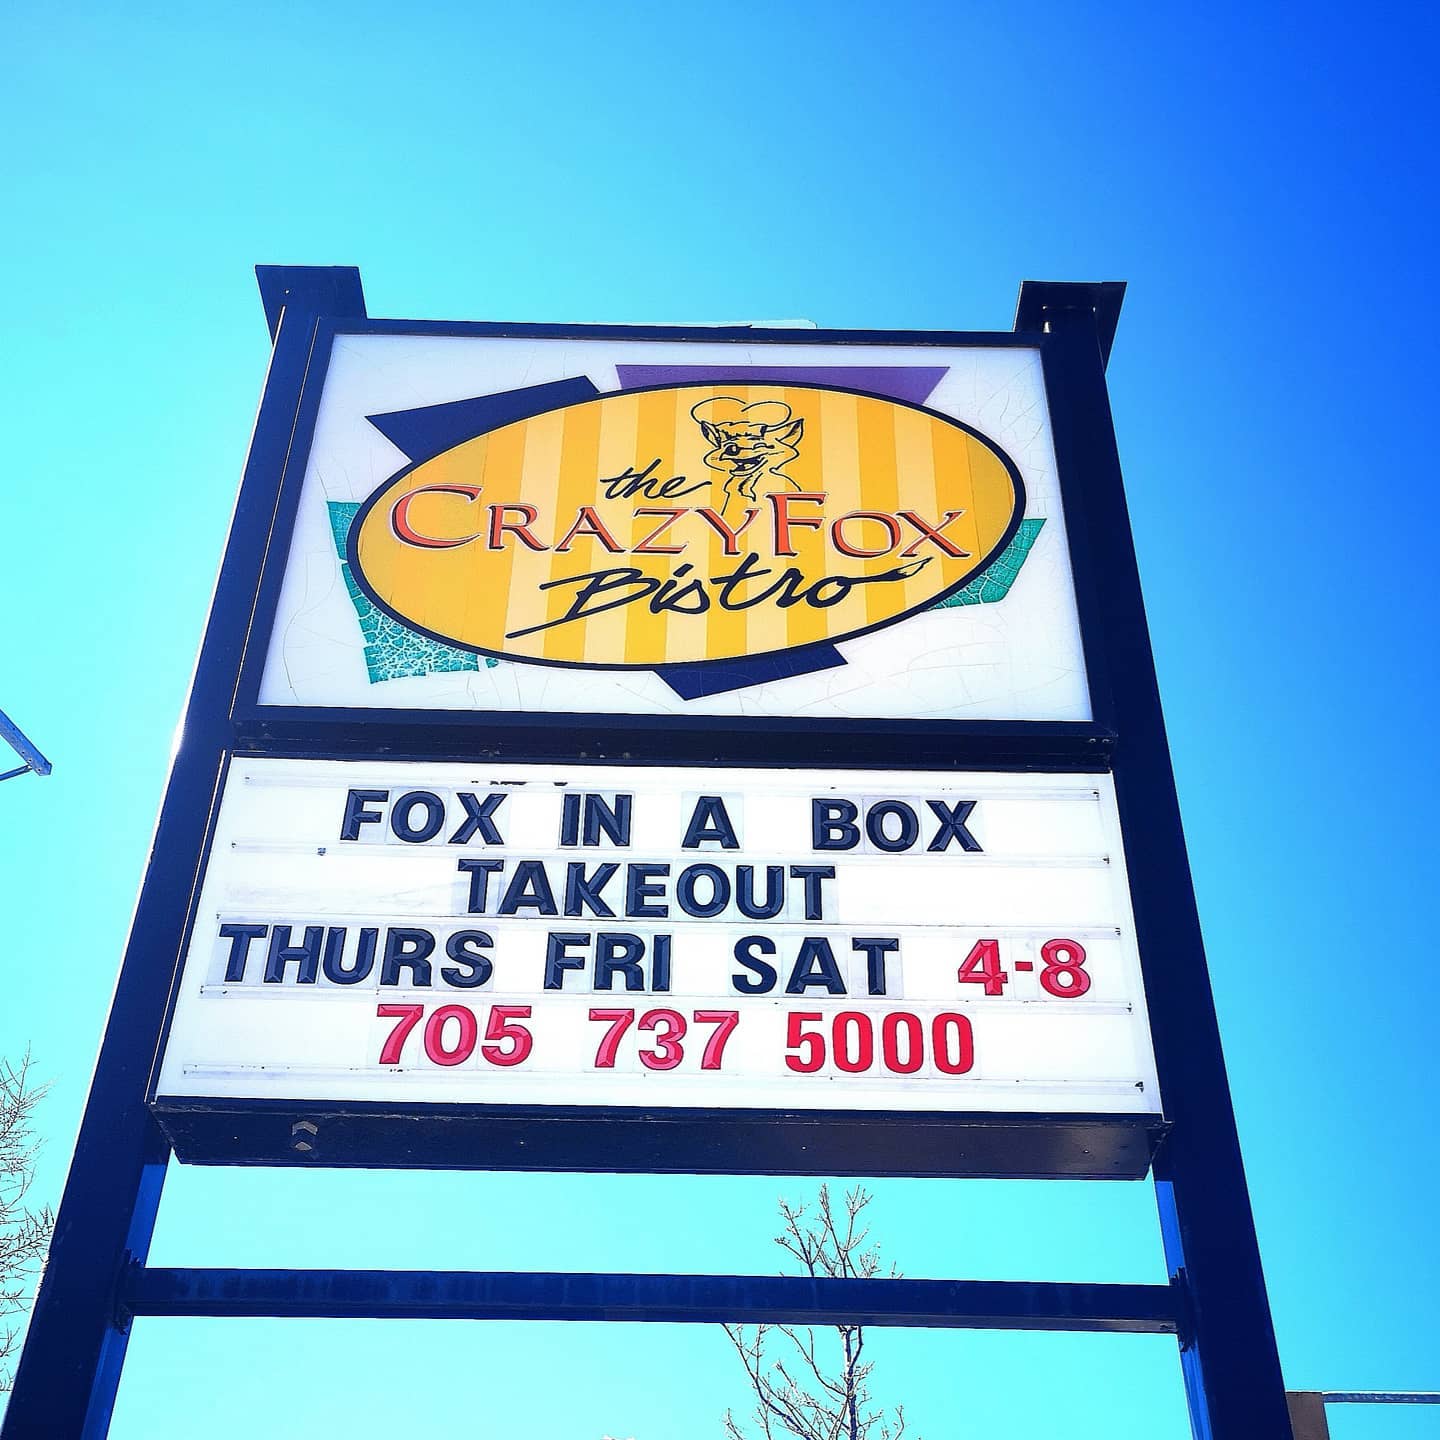 the
CRAZYFOX
Bistro
FOX IN A BOX
TAKEOUT
THURS FRI SAT 4-8
705 737 5000